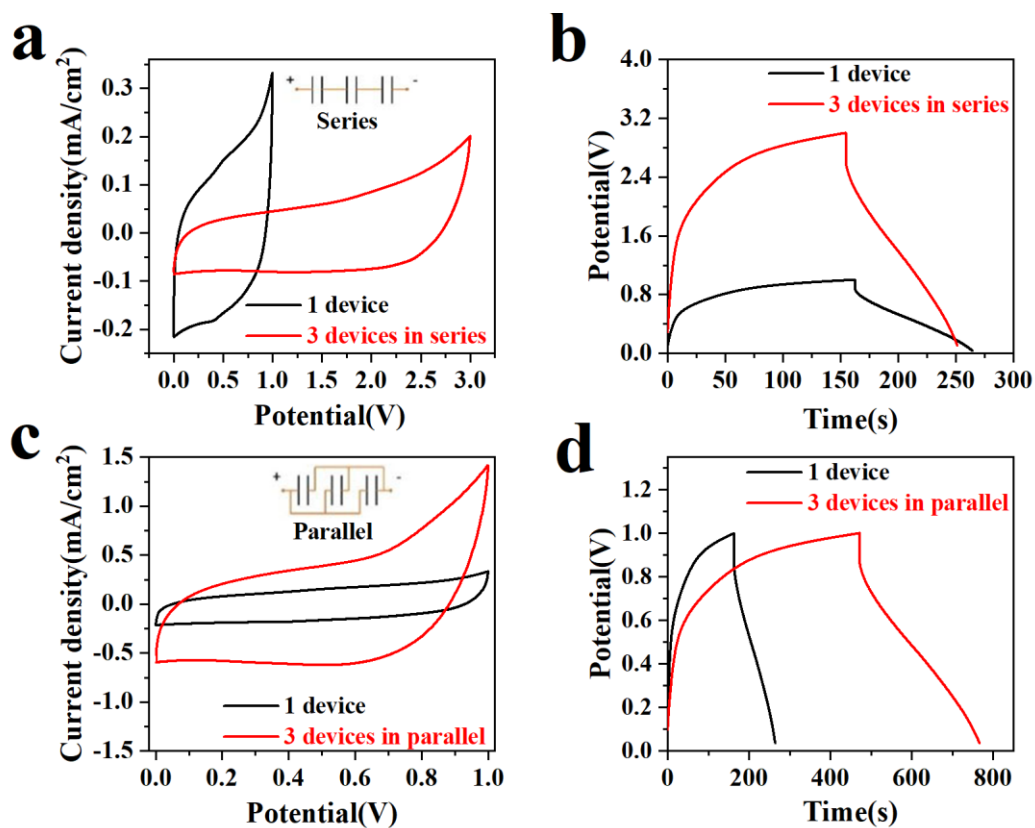 a
Current density(mA/cm²)
0.3
0.2
0.1
0.0
-0.1
-0.2
0.0 0.5 1.0 1.5 2.0 2.5 3.0
Potential(V)
+ -
Series
1 device
3 devices in series
b
Potential(V)
4.0
3.2
2.4
1.6
0.8
0.0
0 50 100 150 200 250 300
Time(s)
1 device
3 devices in series
c
Current density(mA/cm²)
1.5
1.0
0.5
0.0
-0.5
-1.0
-1.5
0.0 0.2 0.4 0.6 0.8 1.0
Potential(V)
+ -
Parallel
1 device
3 devices in parallel
d
Potential(V)
1.2
1.0
0.8
0.6
0.4
0.2
0.0
0 200 400 600 800
Time(s)
1 device
3 devices in parallel